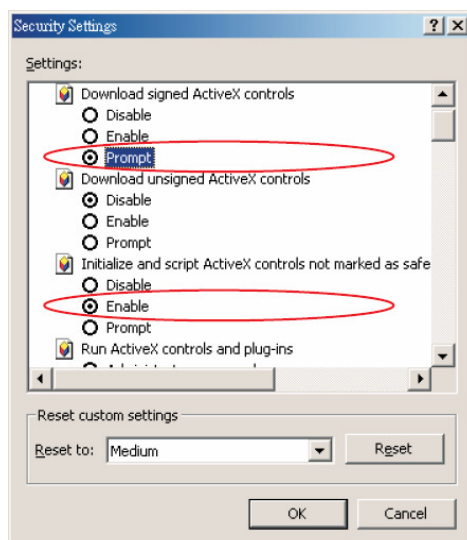 Security Settings
Settings:
Download signed ActiveX controls
Disable
Enable
Prompt
Download unsigned ActiveX controls
Disable
Enable
Prompt
Initialize and script ActiveX controls not marked as safe
Disable
Enable
Prompt
Run ActiveX controls and plug-ins
Reset custom settings
Reset to: Medium Reset
OK Cancel